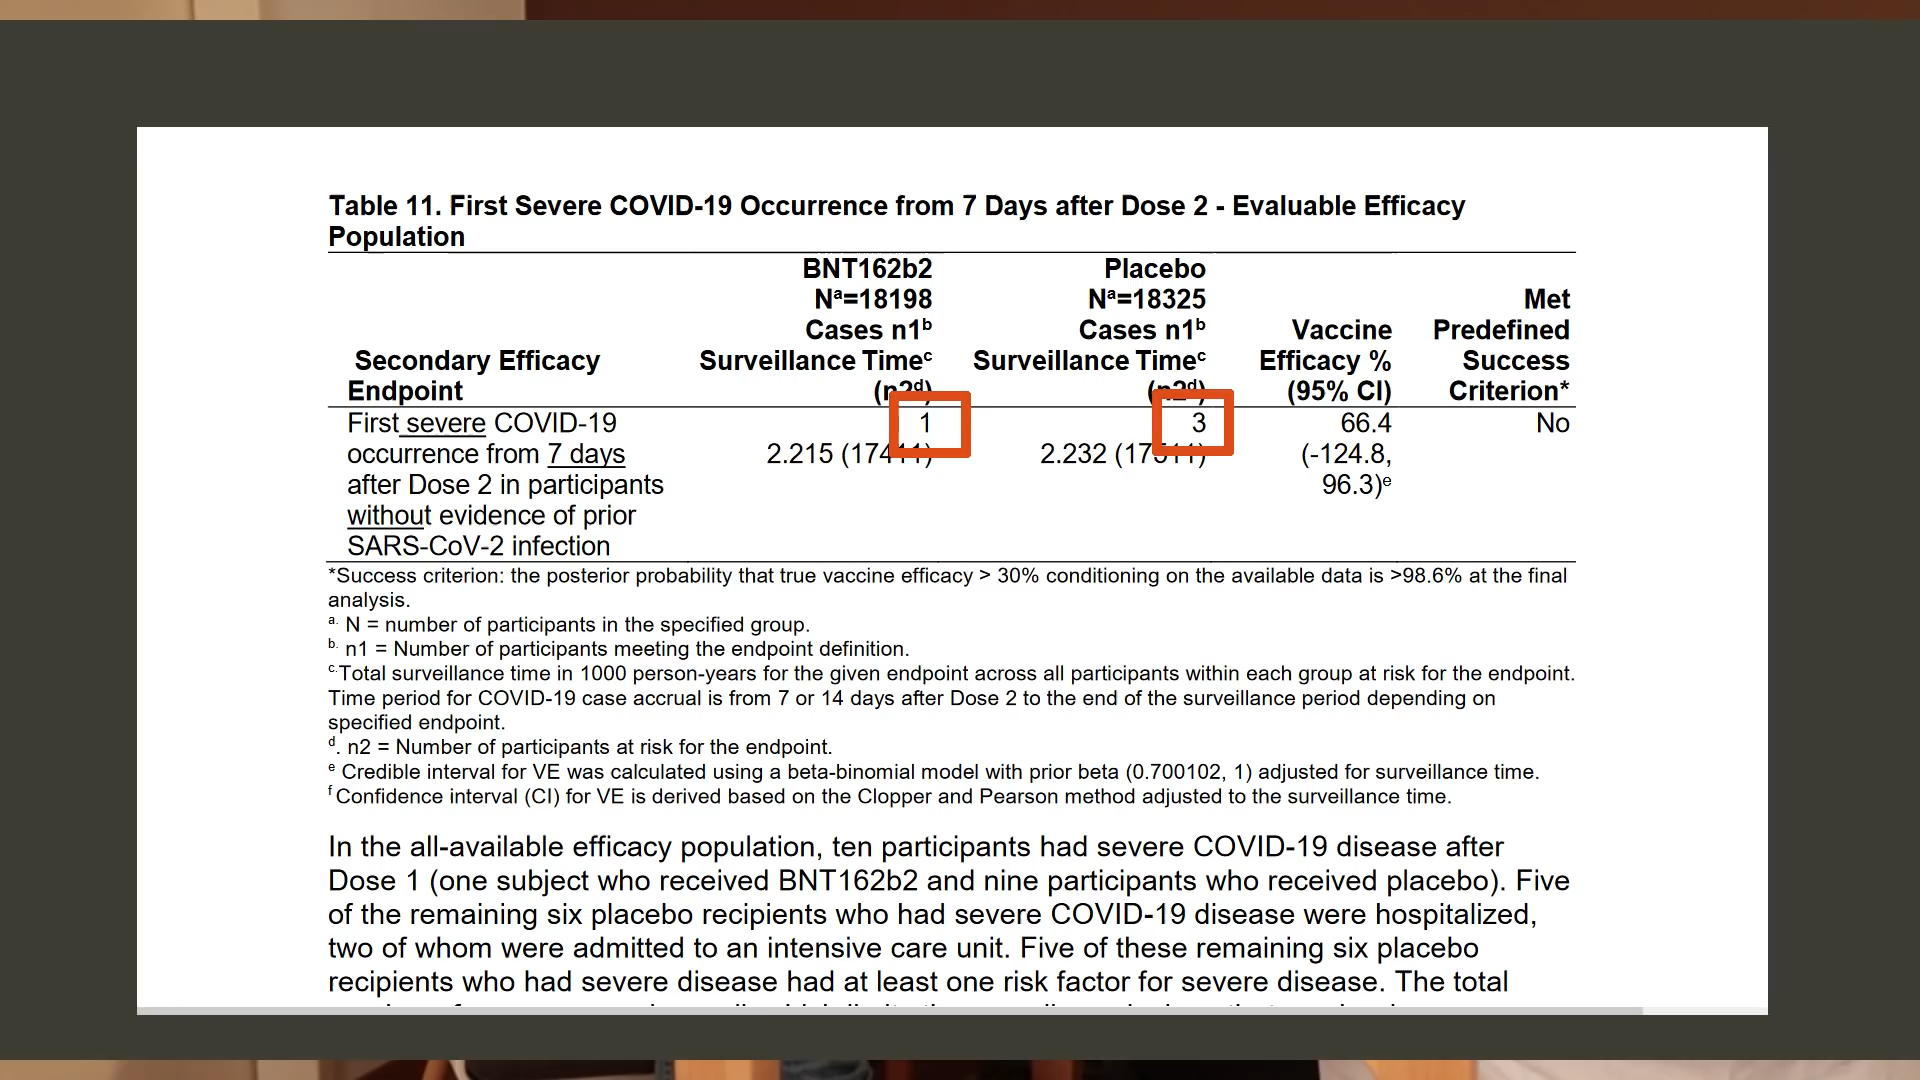 Table 11. First Severe COVID-19 Occurrence from 7 Days after Dose 2 - Evaluable Efficacy
Population
BNT162b2 Placebo
Nᵃ=18198 Nᵃ=18325 Met
Cases n1ᵇ Cases n1ᵇ Vaccine Predefined
Secondary Efficacy Surveillance Timeᶜ Surveillance Timeᶜ Efficacy % Success
Endpoint (n2ᵈ) (n2ᵈ) (95% CI) Criterion*
First severe COVID-19 1 3 66.4 No
occurrence from 7 days 2.215 (17411) 2.232 (17511) (-124.8,
after Dose 2 in participants 96.3)ᵉ
without evidence of prior
SARS-CoV-2 infection
*Success criterion: the posterior probability that true vaccine efficacy > 30% conditioning on the available data is >98.6% at the final
analysis.
ᵃ· N = number of participants in the specified group.
ᵇ· n1 = Number of participants meeting the endpoint definition.
ᶜ·Total surveillance time in 1000 person-years for the given endpoint across all participants within each group at risk for the endpoint.
Time period for COVID-19 case accrual is from 7 or 14 days after Dose 2 to the end of the surveillance period depending on
specified endpoint.
ᵈ. n2 = Number of participants at risk for the endpoint.
ᵉ Credible interval for VE was calculated using a beta-binomial model with prior beta (0.700102, 1) adjusted for surveillance time.
ᶠ Confidence interval (CI) for VE is derived based on the Clopper and Pearson method adjusted to the surveillance time.
In the all-available efficacy population, ten participants had severe COVID-19 disease after
Dose 1 (one subject who received BNT162b2 and nine participants who received placebo). Five
of the remaining six placebo recipients who had severe COVID-19 disease were hospitalized,
two of whom were admitted to an intensive care unit. Five of these remaining six placebo
recipients who had severe disease had at least one risk factor for severe disease. The total